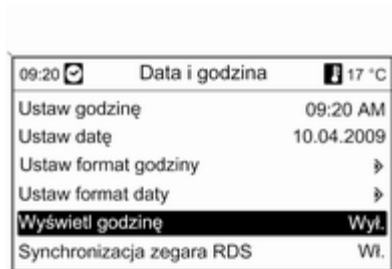 09:20 Data i godzina 17 °C
Ustaw godzinę 09:20 AM
Ustaw datę 10.04.2009
Ustaw format godziny
Ustaw format daty
Wyświetl godzinę Wył.
Synchronizacja zegara RDS Wł.